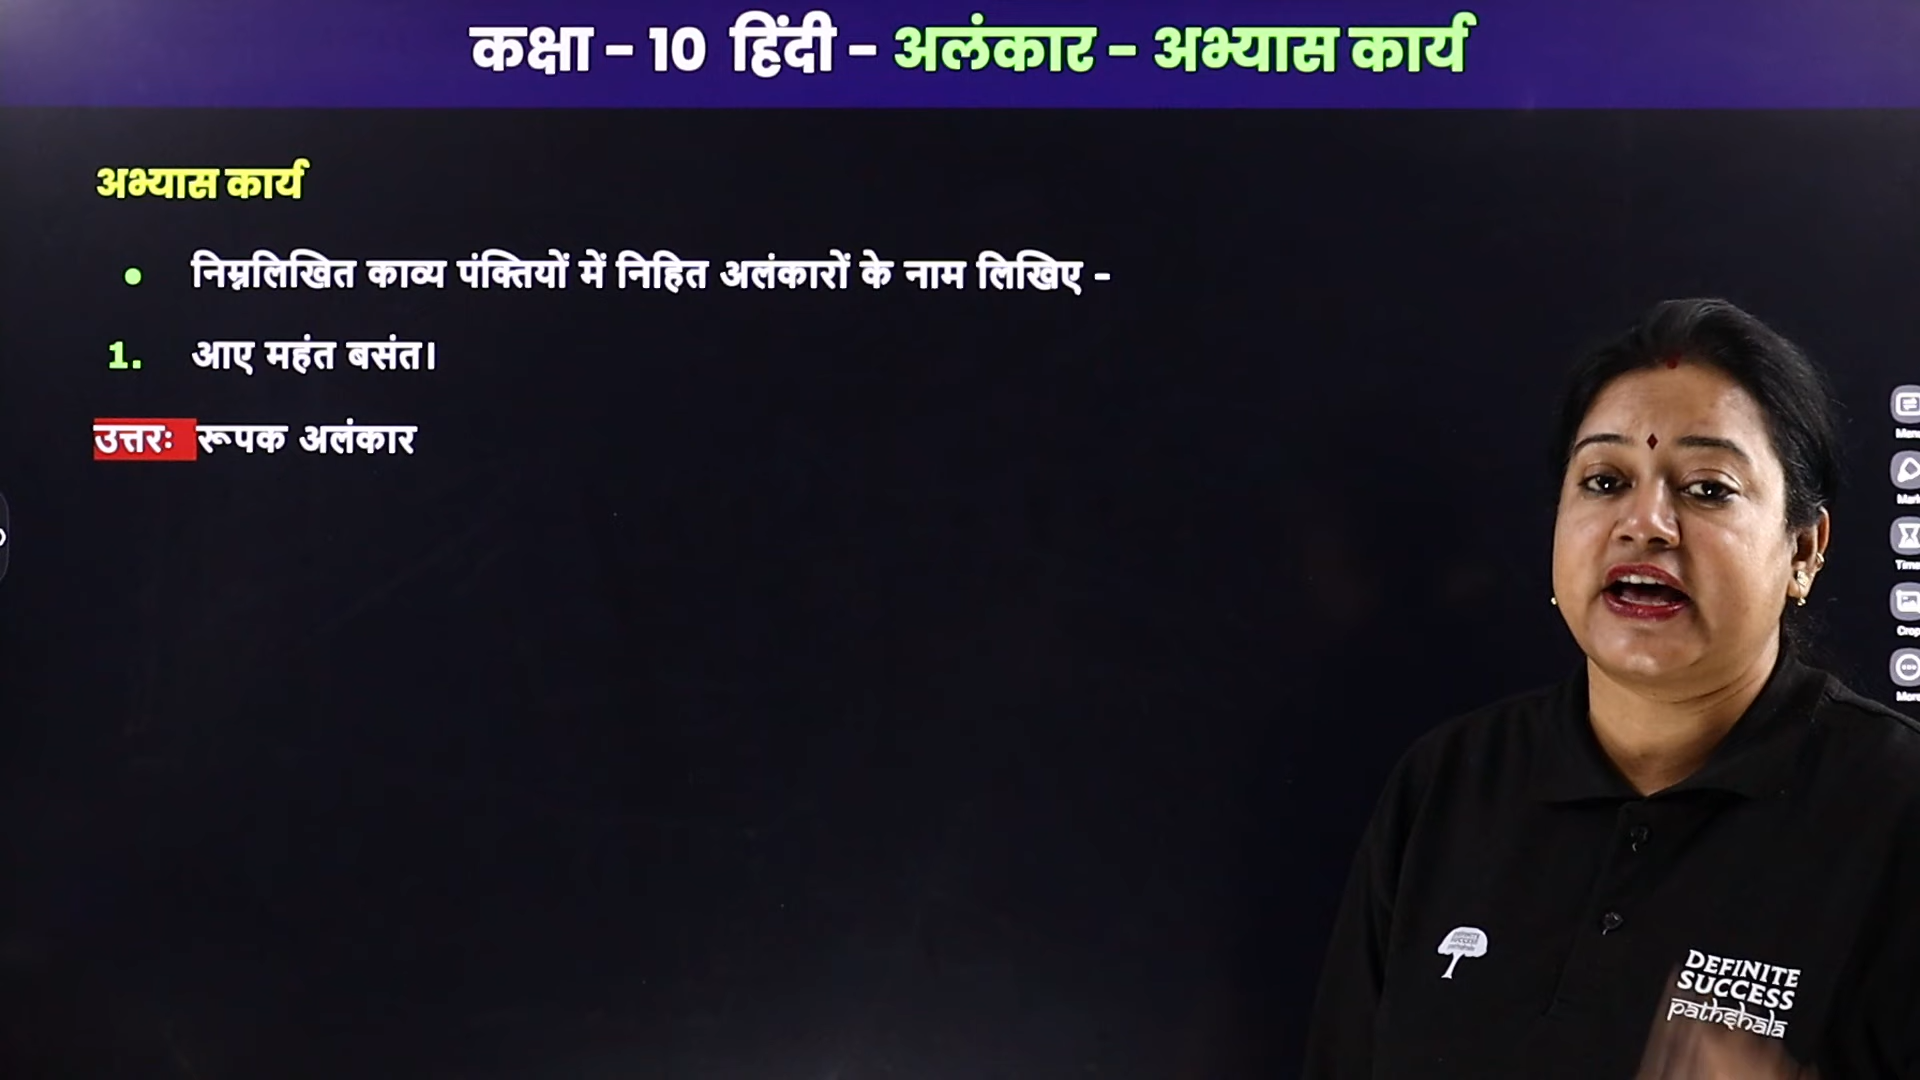 कक्षा - 10 हिंदी - अलंकार - अभ्यास कार्य
अभ्यास कार्य
• निम्नलिखित काव्य पंक्तियों में निहित अलंकारों के नाम लिखिए -
1. आए महंत बसंत।
उत्तरः रूपक अलंकार
DEFINITE
SUCCESS
pathshala